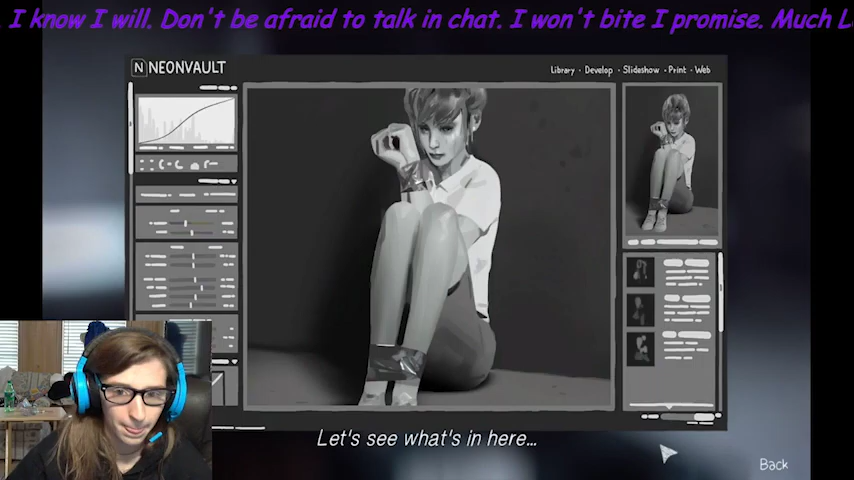 I know I will. Don't be afraid to talk in chat. I won't bite I promise. Much
N NEONVAULT
Library · Develop · Slideshow · Print · Web
Let's see what's in here...
Back